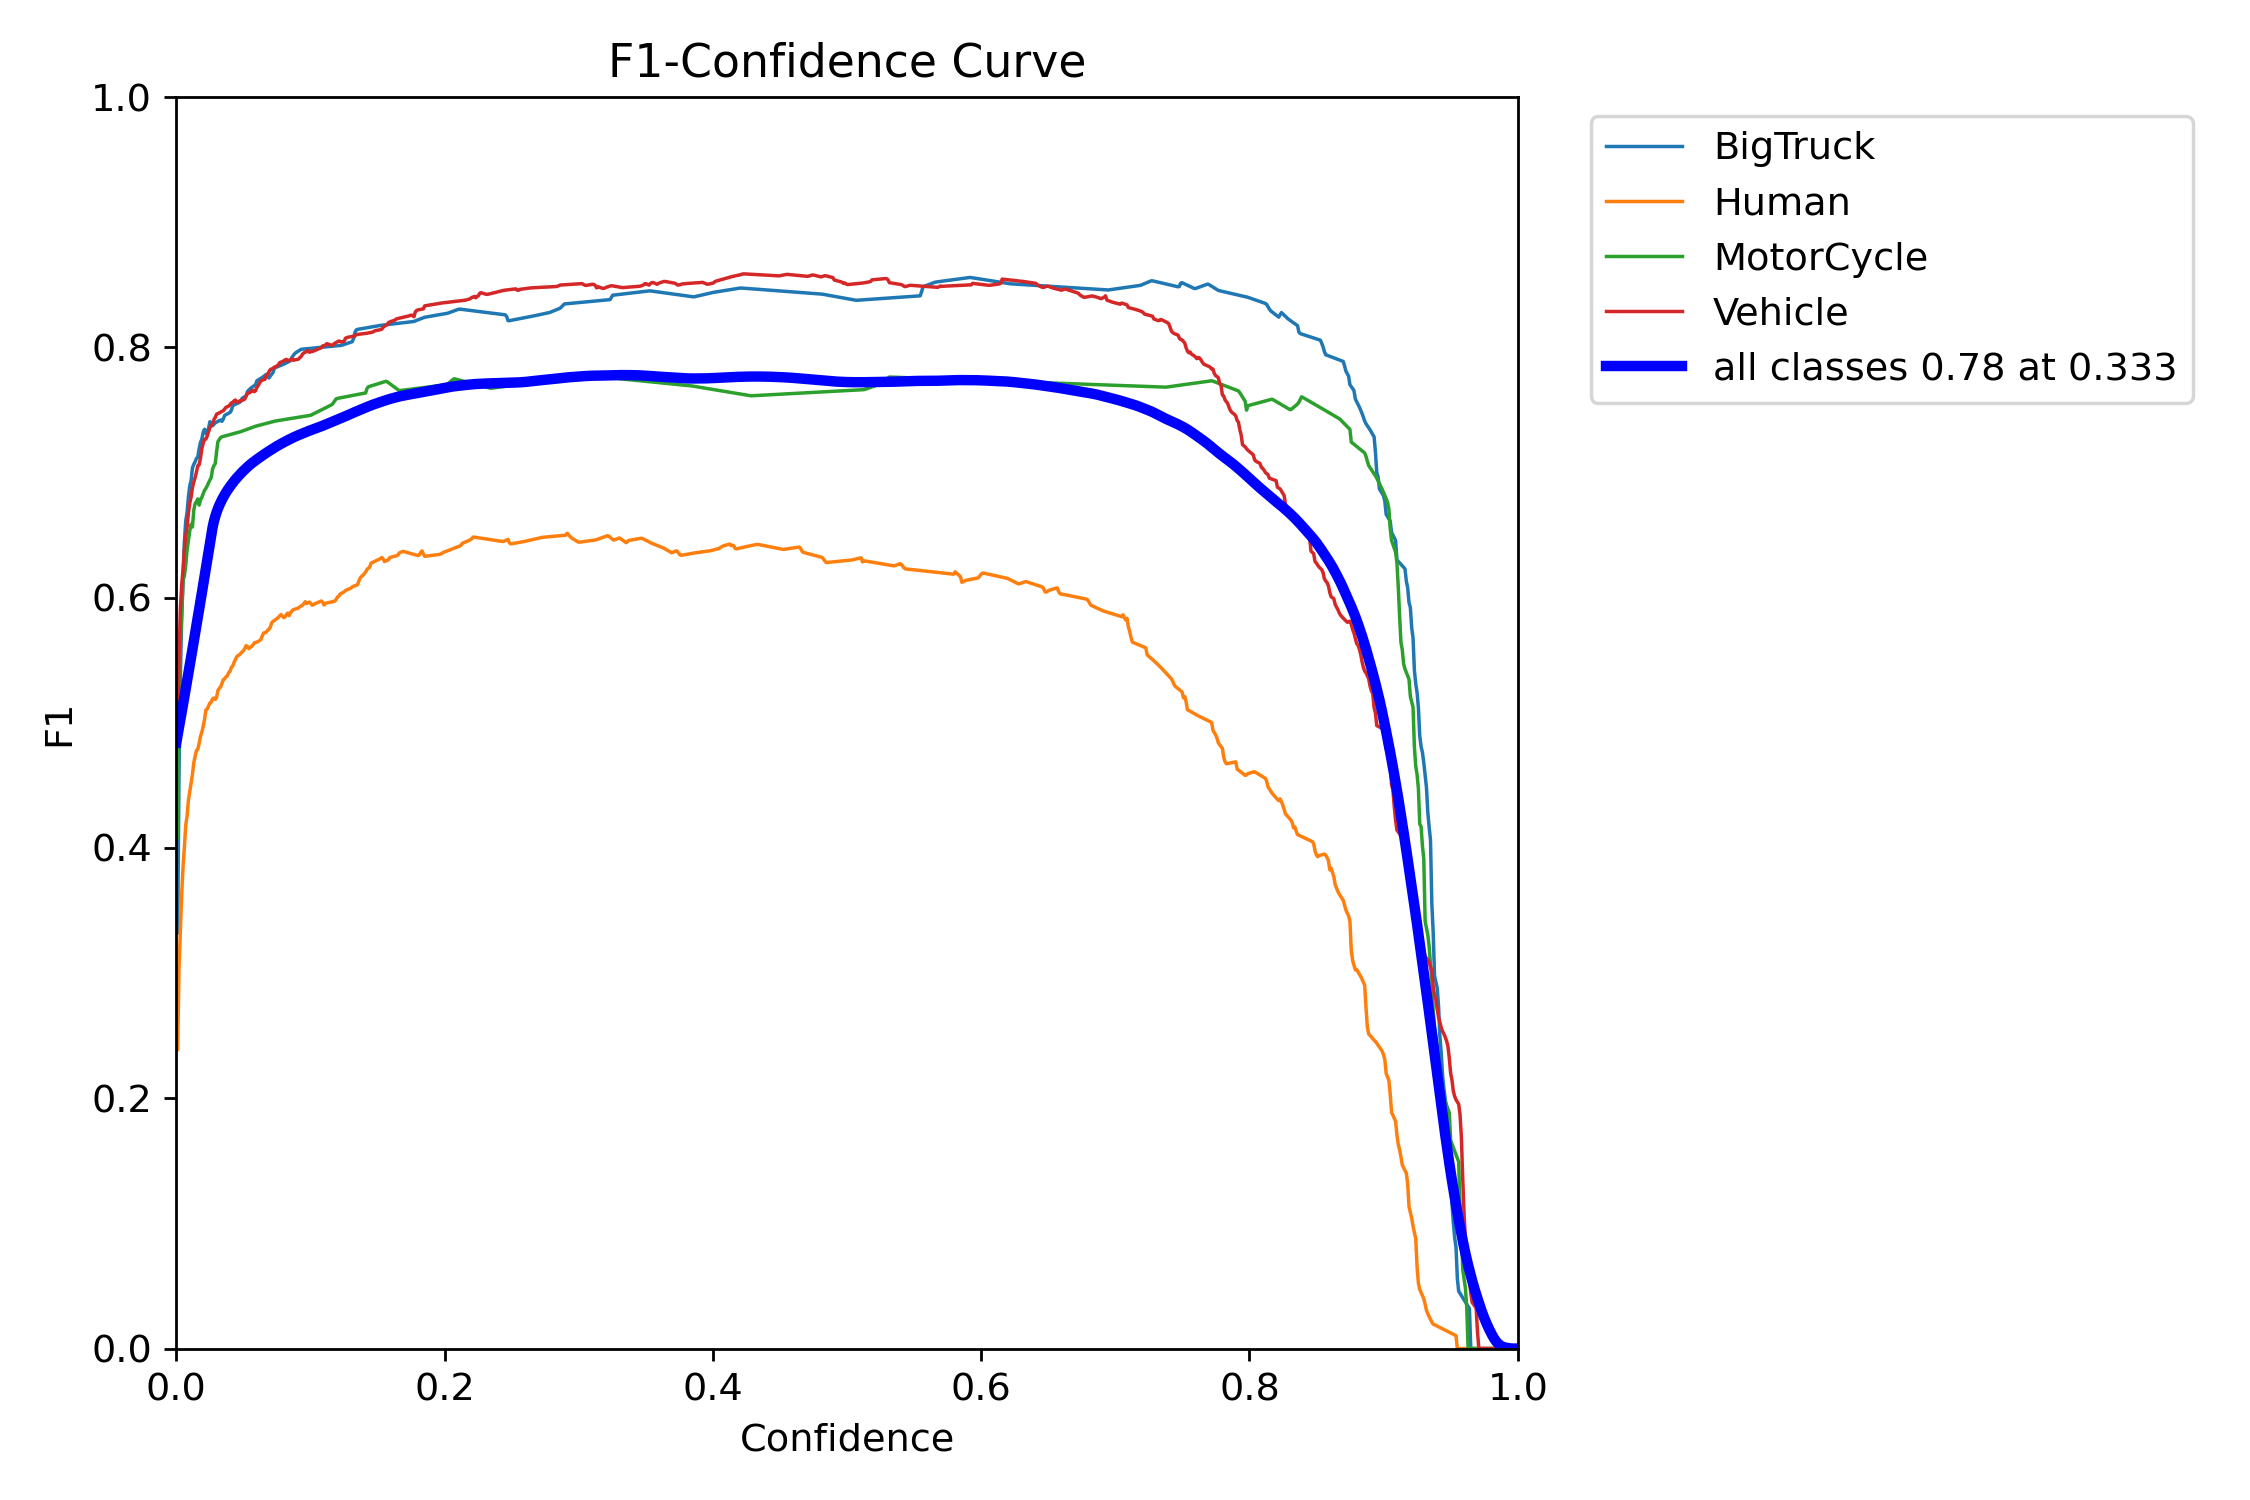 F1-Confidence Curve
1.0
0.8
0.6
0.4
0.2
0.0
F1
0.0 0.2 0.4 0.6 0.8 1.0
Confidence
BigTruck
Human
MotorCycle
Vehicle
all classes 0.78 at 0.333